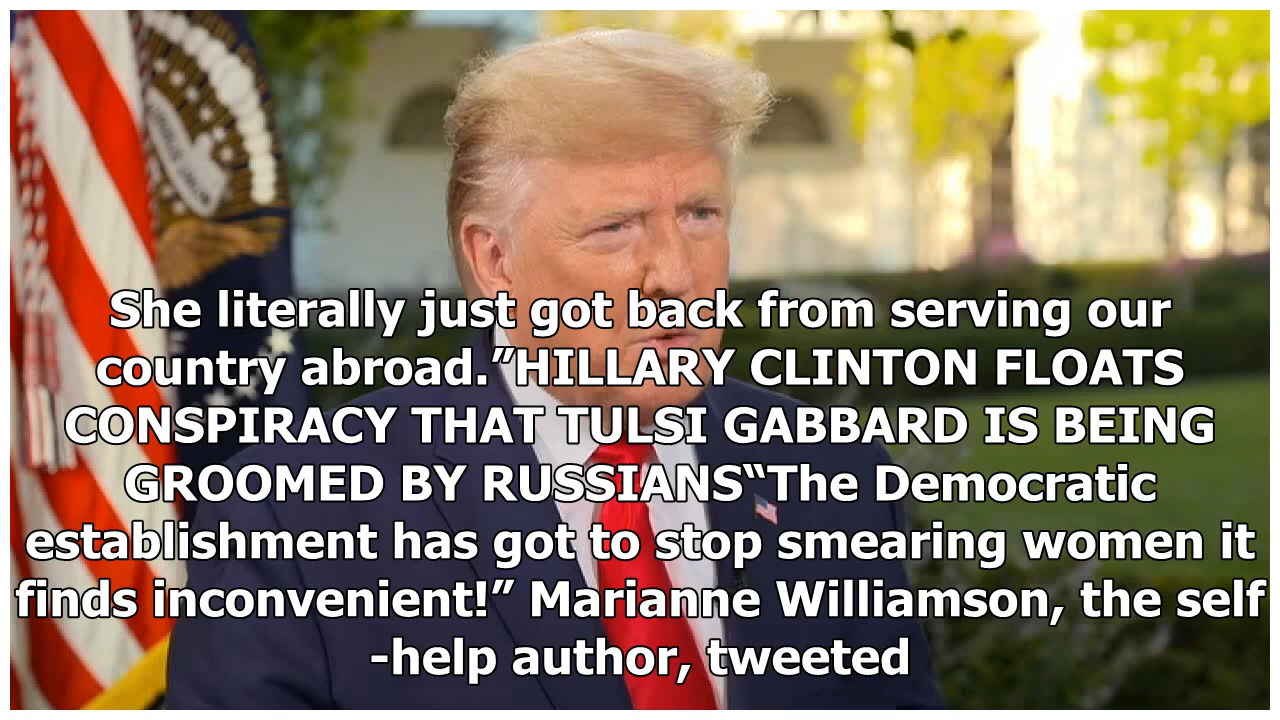 She literally just got back from serving our
country abroad.”HILLARY CLINTON FLOATS
CONSPIRACY THAT TULSI GABBARD IS BEING
GROOMED BY RUSSIANS“The Democratic
establishment has got to stop smearing women it
finds inconvenient!” Marianne Williamson, the self
-help author, tweeted